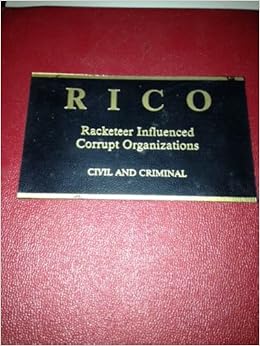 RICO
Racketeer Influenced
Corrupt Organizations
CIVIL AND CRIMINAL